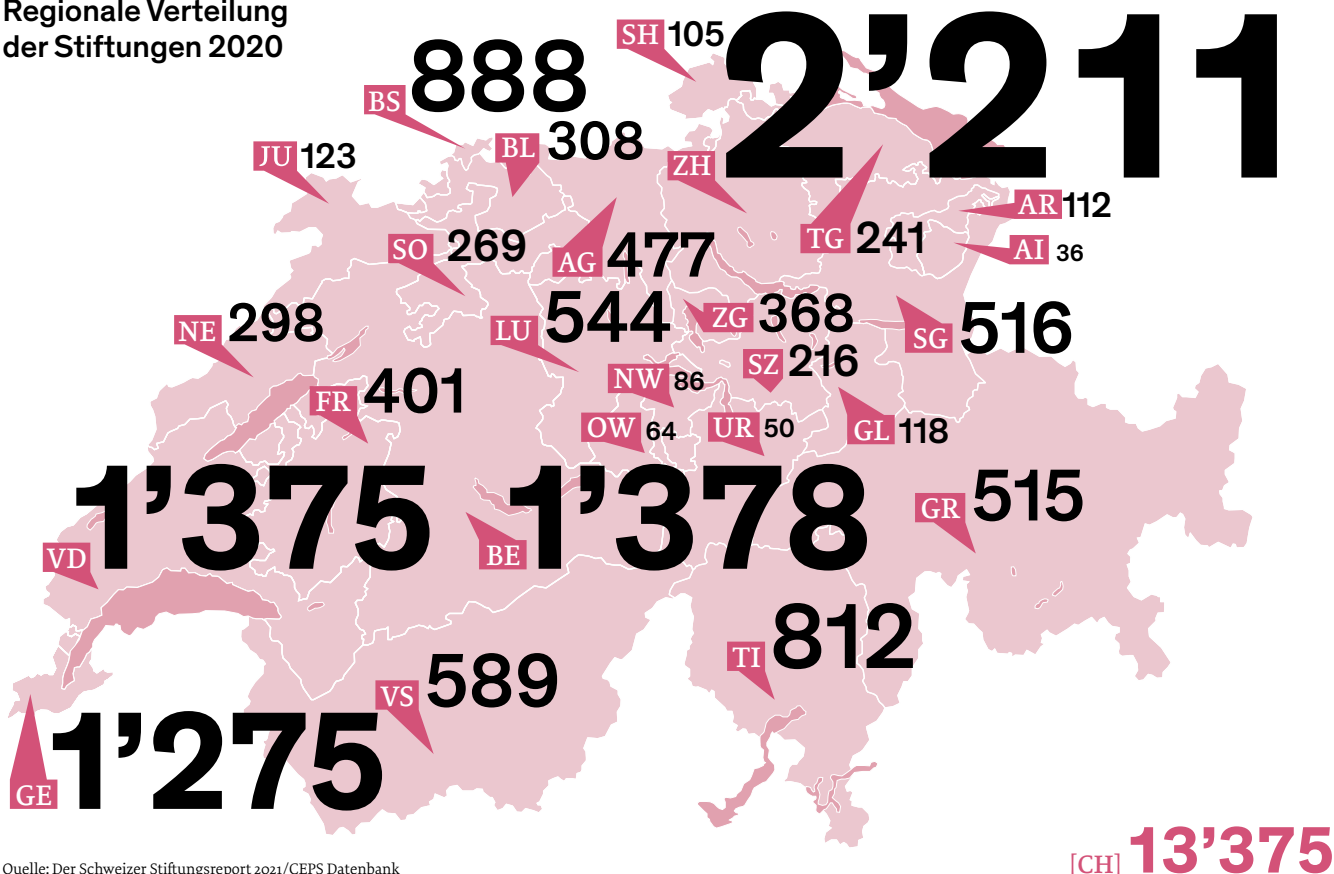 Regionale Verteilung
der Stiftungen 2020
SH 105
2’211
888
BS
BL 308
JU 123
ZH
AR 112
TG 241
SO 269
AG 477
AI 36
544
NE 298
LU
ZG 368
SG 516
SZ 216
NW 86
FR 401
OW 64
UR 50
GL 118
1’375
1’378
GR 515
VD
BE
812
TI
VS 589
1’275
GE
[CH] 13’375
Quelle: Der Schweizer Stiftungsreport 2021/CEPS Datenbank